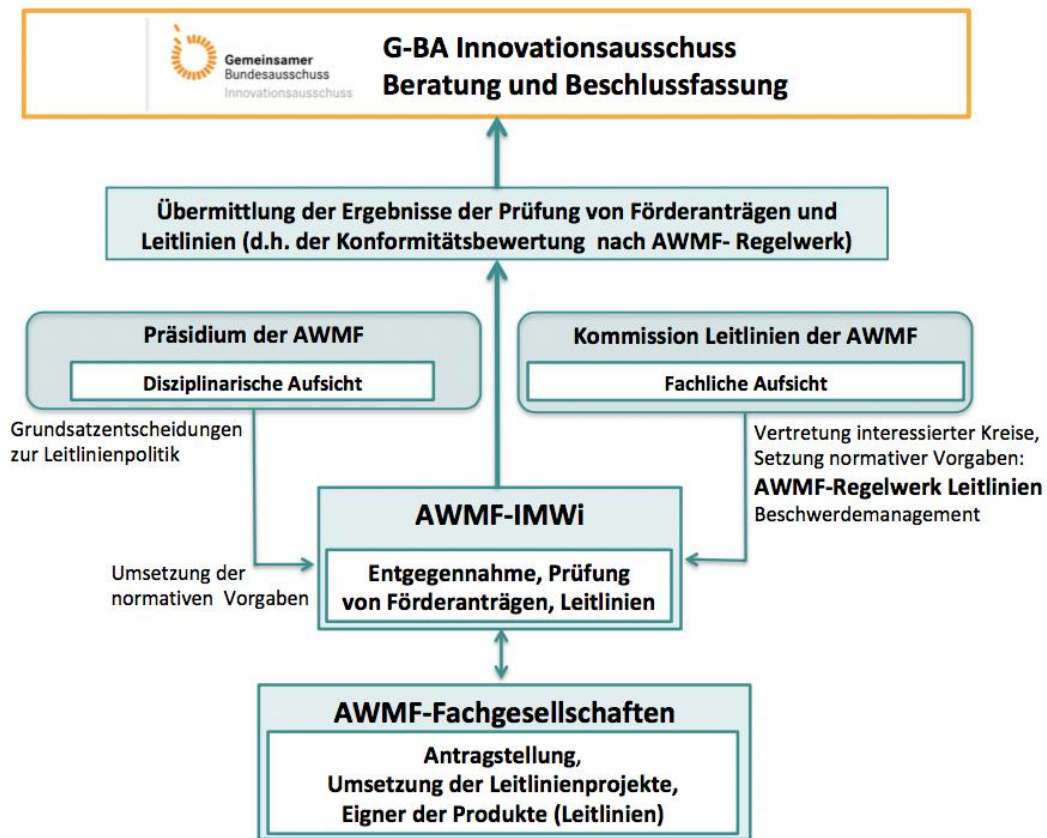 Gemeinsamer
Bundesausschuss
Innovationsausschuss
G-BA Innovationsausschuss
Beratung und Beschlussfassung
Übermittlung der Ergebnisse der Prüfung von Förderanträgen und
Leitlinien (d.h. der Konformitätsbewertung nach AWMF- Regelwerk)
Präsidium der AWMF
Disziplinarische Aufsicht
Kommission Leitlinien der AWMF
Fachliche Aufsicht
Grundsatzentscheidungen
zur Leitlinienpolitik
Vertretung interessierter Kreise,
Setzung normativer Vorgaben:
AWMF-Regelwerk Leitlinien
Beschwerdemanagement
AWMF-IMWi
Entgegennahme, Prüfung
von Förderanträgen, Leitlinien
Umsetzung der
normativen Vorgaben
AWMF-Fachgesellschaften
Antragstellung,
Umsetzung der Leitlinienprojekte,
Eigner der Produkte (Leitlinien)